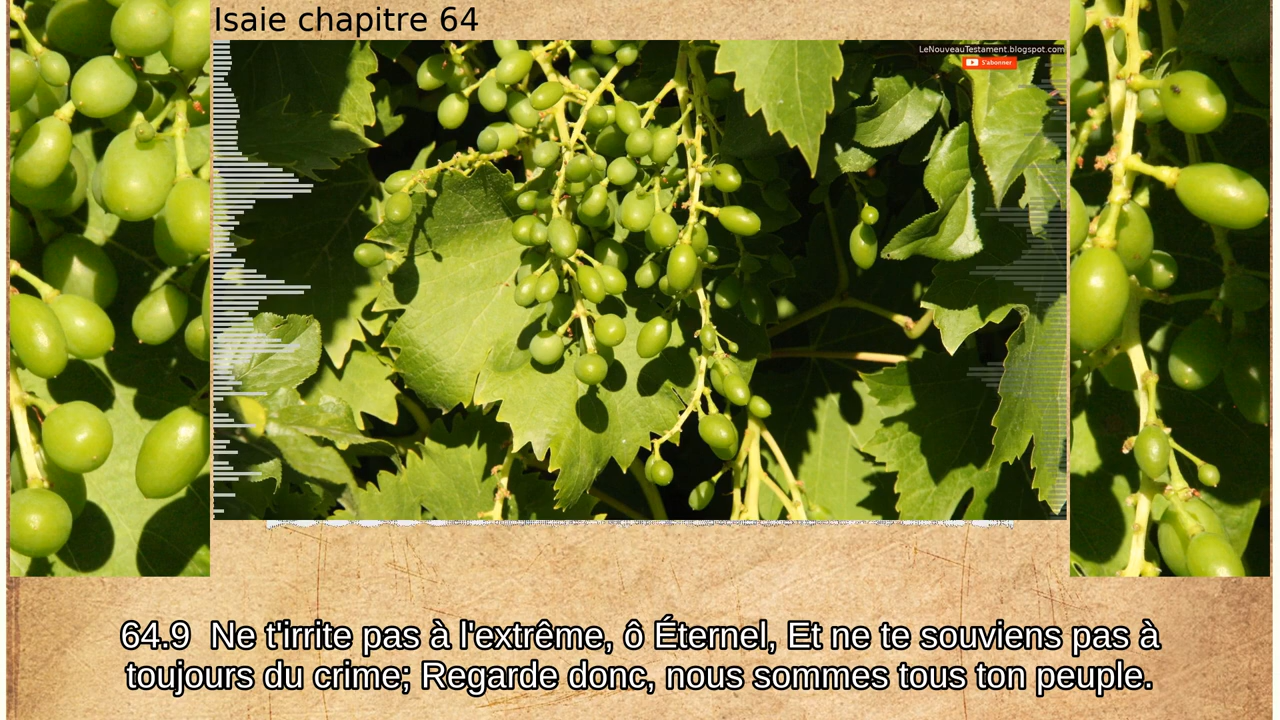 Isaie chapitre 64
LeNouveauTestament.blogspot.com
S'abonner
64.9  Ne t'irrite pas à l'extrême, ô Éternel, Et ne te souviens pas à
toujours du crime; Regarde donc, nous sommes tous ton peuple.